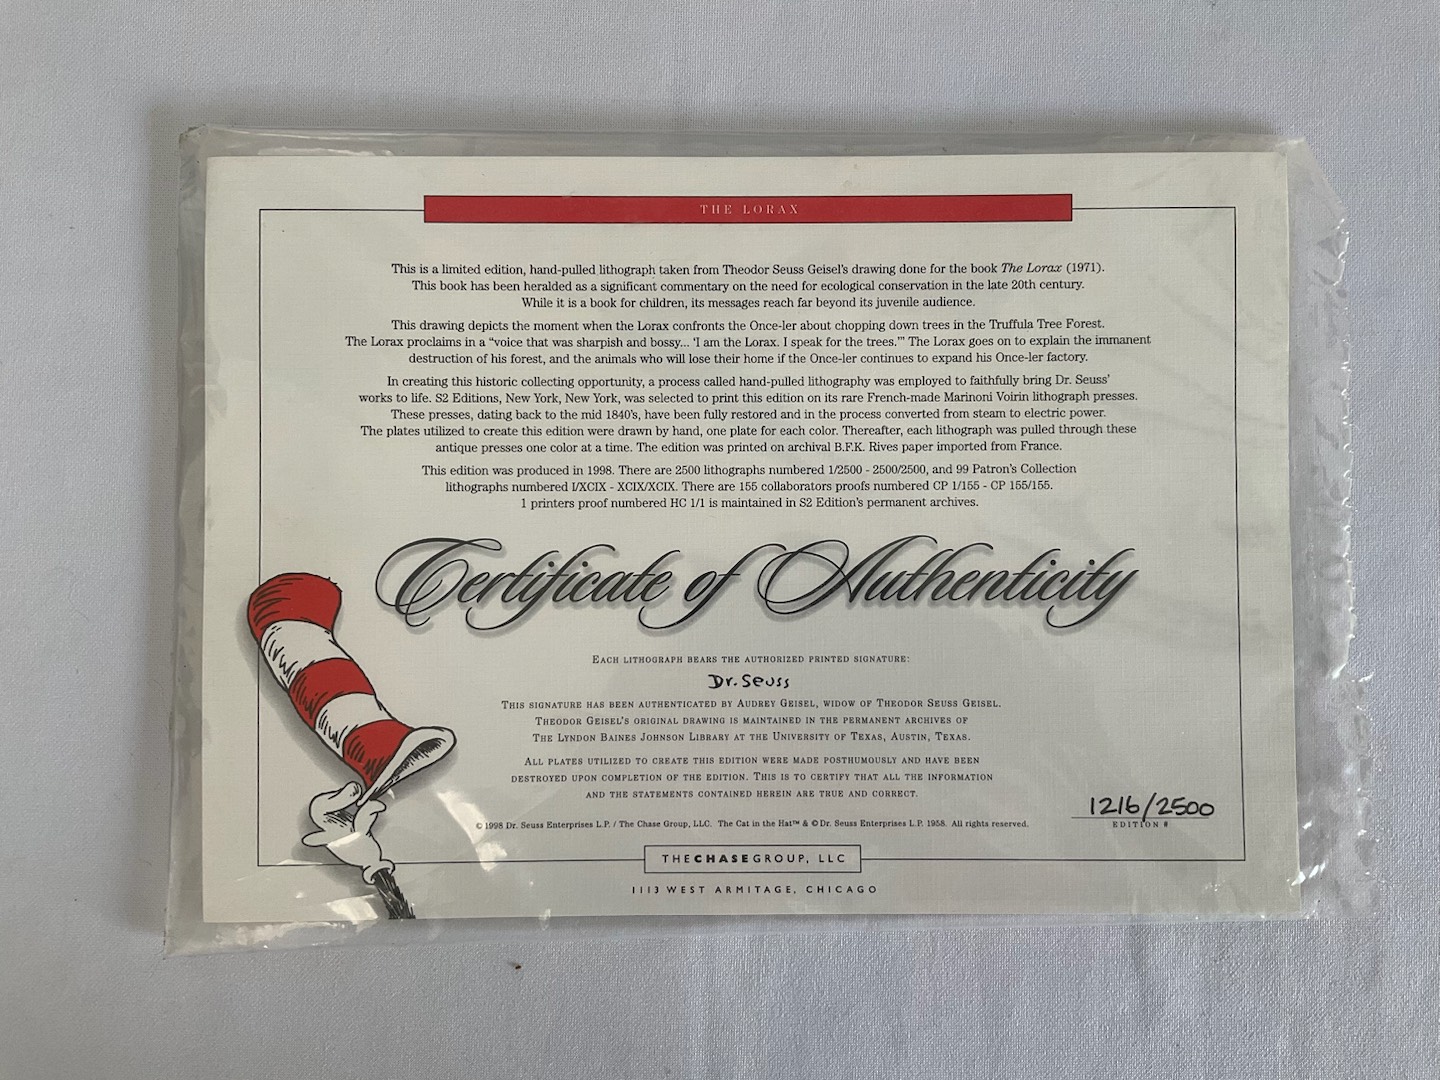 THE LORAX
This is a limited edition, hand-pulled lithograph taken from Theodor Seuss Geisel's drawing done for the book The Lorax (1971).
This book has been heralded as a significant commentary on the need for ecological conservation in the late 20th century.
While it is a book for children, its messages reach far beyond its juvenile audience.
This drawing depicts the moment when the Lorax confronts the Once-ler about chopping down trees in the Truffula Tree Forest.
The Lorax proclaims in a “voice that was sharpish and bossy... ‘I am the Lorax. I speak for the trees.’” The Lorax goes on to explain the immanent
destruction of his forest, and the animals who will lose their home if the Once-ler continues to expand his Once-ler factory.
In creating this historic collecting opportunity, a process called hand-pulled lithography was employed to faithfully bring Dr. Seuss'
works to life. S2 Editions, New York, New York, was selected to print this edition on its rare French-made Marinoni Voirin lithograph presses.
These presses, dating back to the mid 1840's, have been fully restored and in the process converted from steam to electric power.
The plates utilized to create this edition were drawn by hand, one plate for each color. Thereafter, each lithograph was pulled through these
antique presses one color at a time. The edition was printed on archival B.F.K. Rives paper imported from France.
This edition was produced in 1998. There are 2500 lithographs numbered 1/2500 - 2500/2500, and 99 Patron's Collection
lithographs numbered I/XCIX - XCIX/XCIX. There are 155 collaborators proofs numbered CP 1/155 - CP 155/155.
1 printers proof numbered HC 1/1 is maintained in S2 Edition's permanent archives.
Certificate of Authenticity
EACH LITHOGRAPH BEARS THE AUTHORIZED PRINTED SIGNATURE:
Dr. Seuss
THIS SIGNATURE HAS BEEN AUTHENTICATED BY AUDREY GEISEL, WIDOW OF THEODOR SEUSS GEISEL.
THEODOR GEISEL'S ORIGINAL DRAWING IS MAINTAINED IN THE PERMANENT ARCHIVES OF
THE LYNDON BAINES JOHNSON LIBRARY AT THE UNIVERSITY OF TEXAS, AUSTIN, TEXAS.
ALL PLATES UTILIZED TO CREATE THIS EDITION WERE MADE POSTHUMOUSLY AND HAVE BEEN
DESTROYED UPON COMPLETION OF THE EDITION. THIS IS TO CERTIFY THAT ALL THE INFORMATION
AND THE STATEMENTS CONTAINED HEREIN ARE TRUE AND CORRECT.
1216/2500
EDITION #
© 1998 Dr. Seuss Enterprises L.P. / The Chase Group, LLC. The Cat in the Hat™ & © Dr. Seuss Enterprises L.P. 1958. All rights reserved.
THECHASEGROUP, LLC
1113 WEST ARMITAGE, CHICAGO